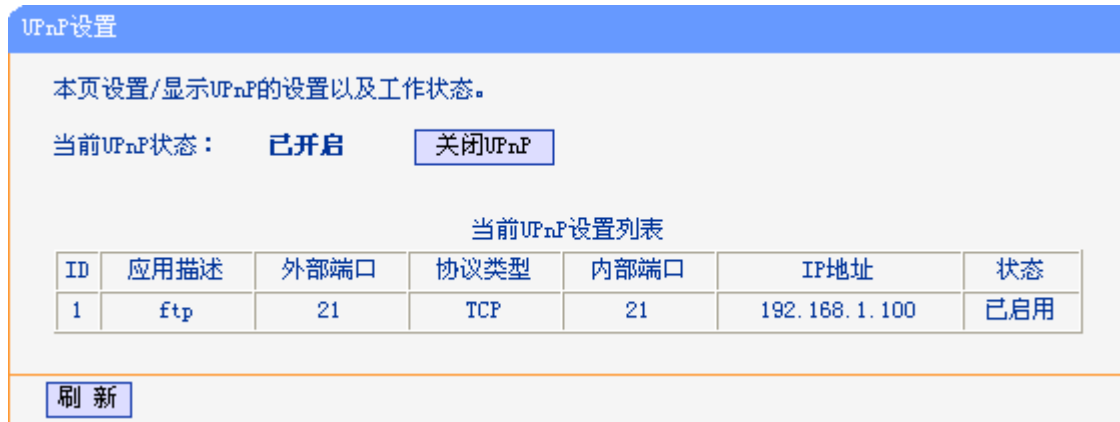 UPnP设置
本页设置/显示UPnP的设置以及工作状态。
当前UPnP状态： 已开启 关闭UPnP
当前UPnP设置列表
ID 应用描述 外部端口 协议类型 内部端口 IP地址 状态
1 ftp 21 TCP 21 192.168.1.100 已启用
刷 新